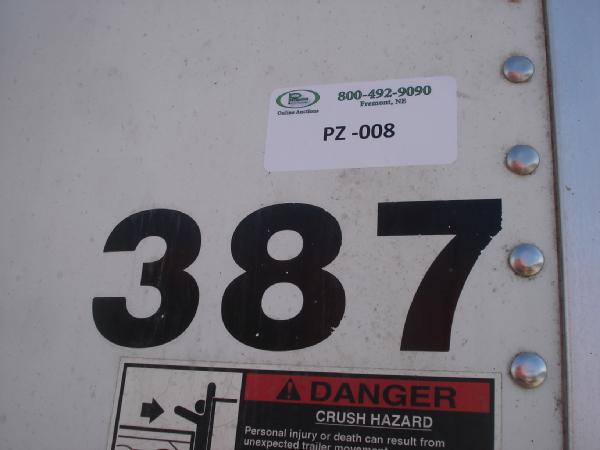 800-492-9090
Fremont, NE
Online Auctions
PZ -008
387
DANGER
CRUSH HAZARD
Personal injury or death can result from
unexpected trailer